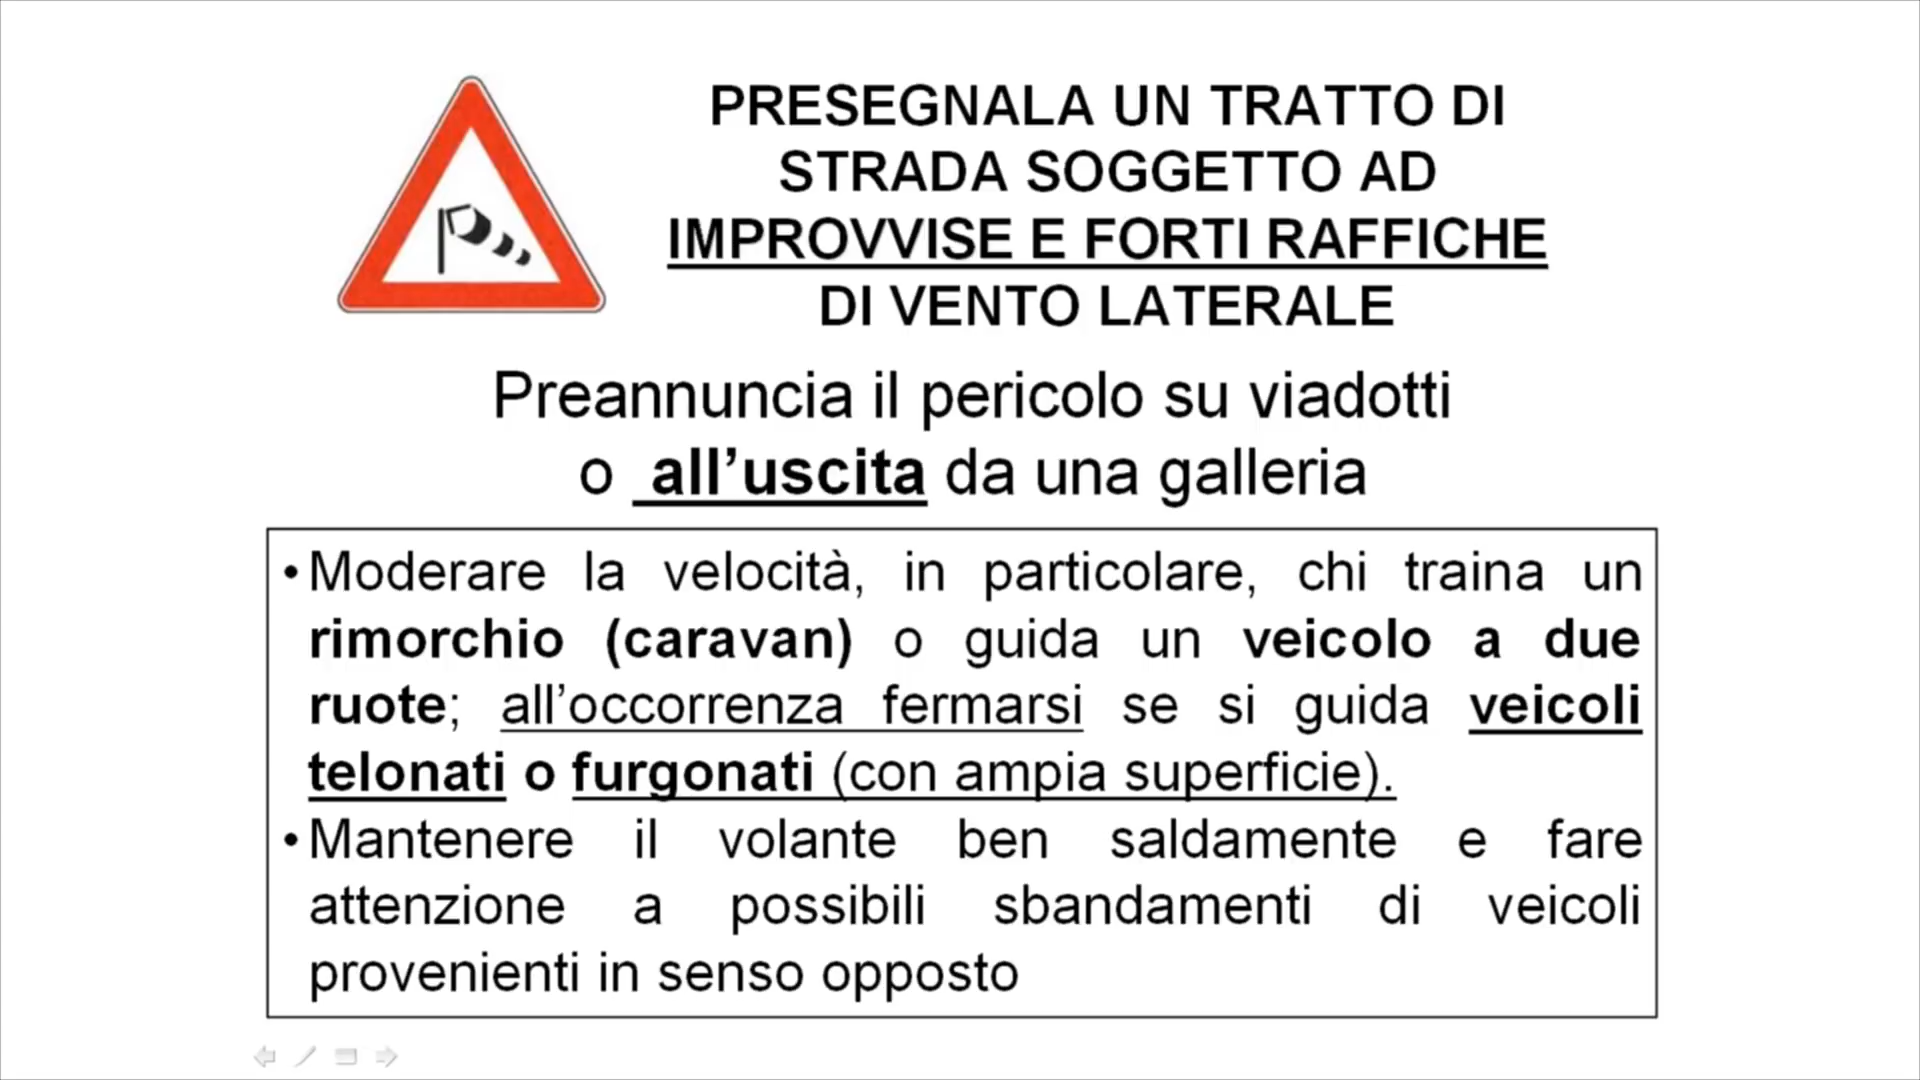 PRESEGNALA UN TRATTO DI
STRADA SOGGETTO AD
IMPROVVISE E FORTI RAFFICHE
DI VENTO LATERALE
Preannuncia il pericolo su viadotti
o all’uscita da una galleria
•Moderare la velocità, in particolare, chi traina un
rimorchio (caravan) o guida un veicolo a due
ruote; all’occorrenza fermarsi se si guida veicoli
telonati o furgonati (con ampia superficie).
•Mantenere il volante ben saldamente e fare
attenzione a possibili sbandamenti di veicoli
provenienti in senso opposto